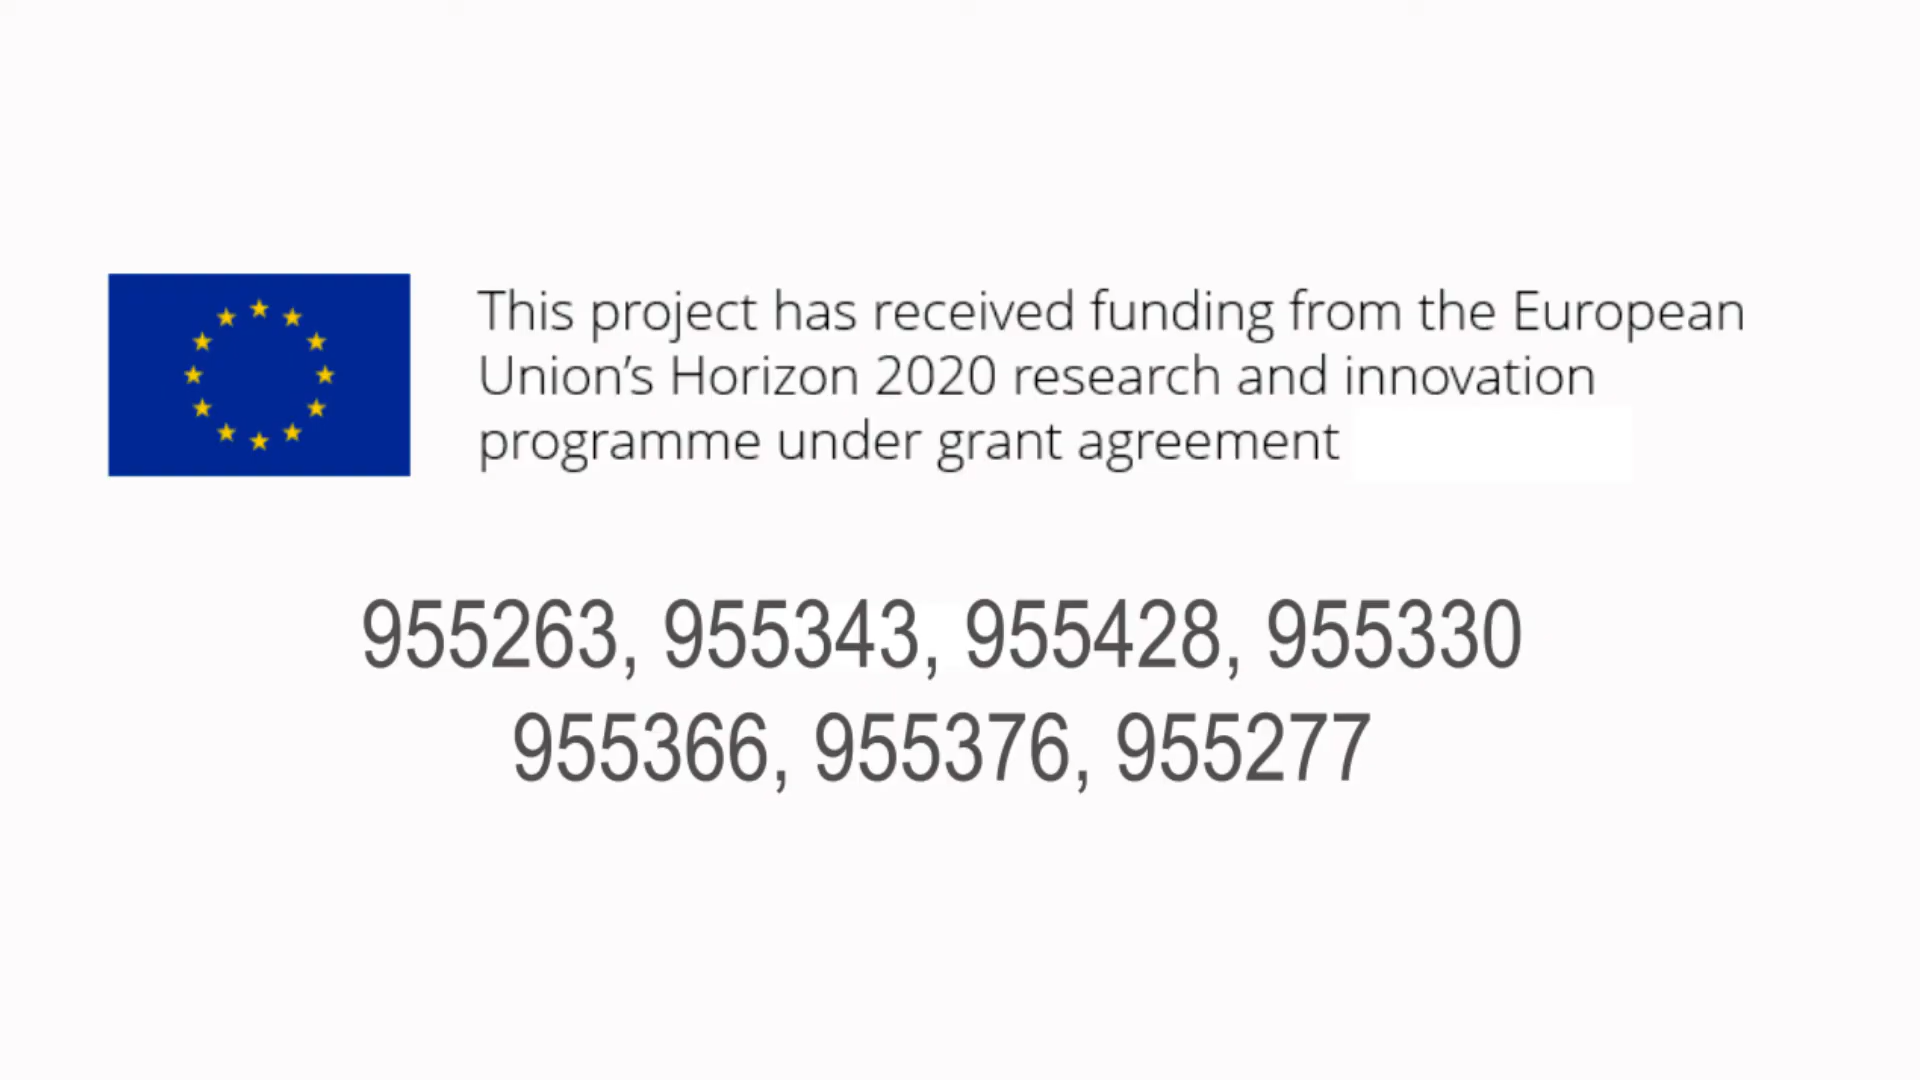 This project has received funding from the European
Union’s Horizon 2020 research and innovation
programme under grant agreement
955263, 955343, 955428, 955330
955366, 955376, 955277